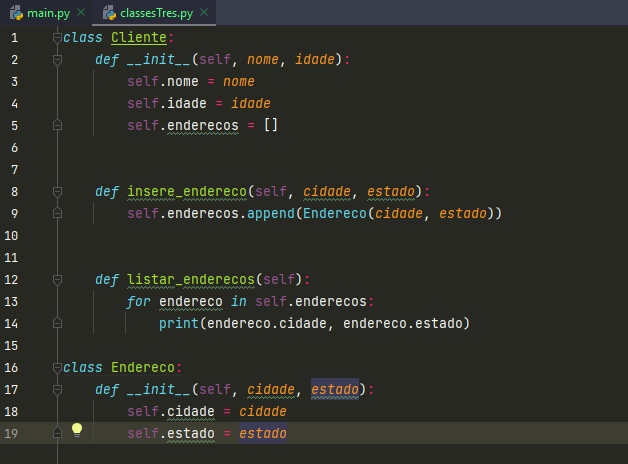 main.py classesTres.py
1 class Cliente:
2 def __init__(self, nome, idade):
3 self.nome = nome
4 self.idade = idade
5 self.enderecos = []
6
7
8 def insere_endereco(self, cidade, estado):
9 self.enderecos.append(Endereco(cidade, estado))
10
11
12 def listar_enderecos(self):
13 for endereco in self.enderecos:
14 print(endereco.cidade, endereco.estado)
15
16 class Endereco:
17 def __init__(self, cidade, estado):
18 self.cidade = cidade
19 self.estado = estado